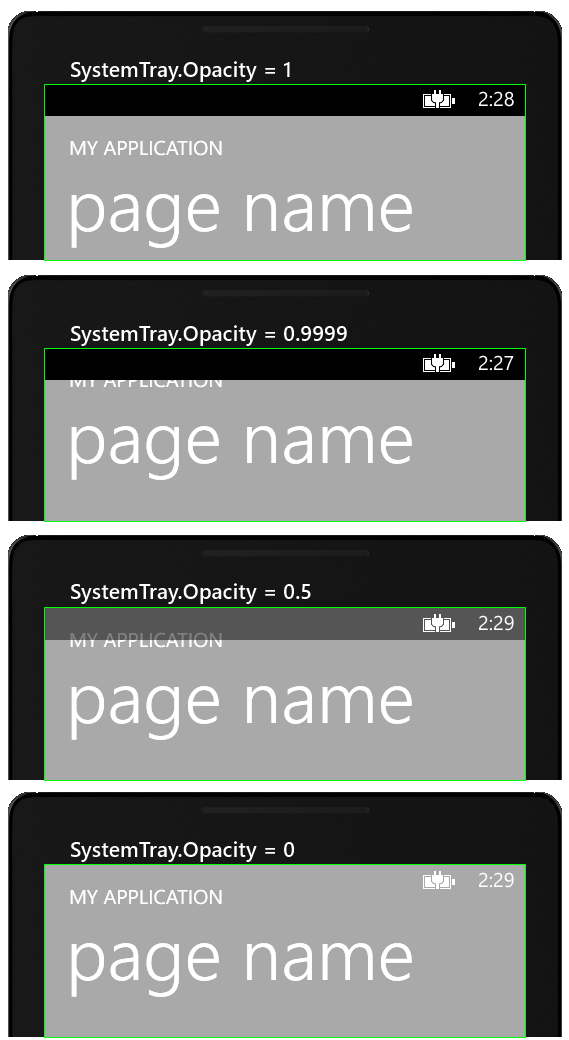 SystemTray.Opacity = 1
2:28
MY APPLICATION
page name
SystemTray.Opacity = 0.9999
2:27
MY APPLICATION
page name
SystemTray.Opacity = 0.5
2:29
MY APPLICATION
page name
SystemTray.Opacity = 0
2:29
MY APPLICATION
page name